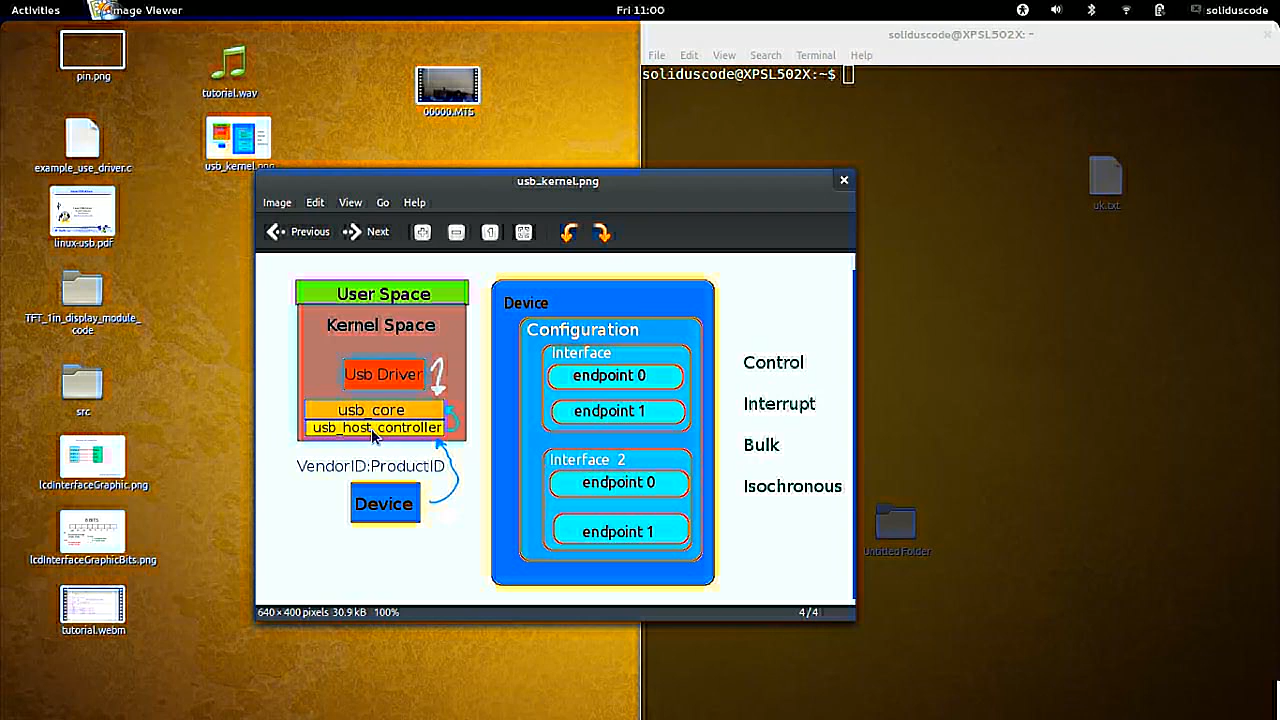 Activities
Image Viewer
Fri 11:00
soliduscode
soliduscode@XPSL502X: ~
File Edit View Search Terminal Help
soliduscode@XPSL502X:~$
pin.png
tutorial.wav
00000.MTS
example_use_driver.c
usb_kernel.png
linux-usb.pdf
TFT_1in_display_module_
code
src
lcdInterfaceGraphic.png
8 BITS
lcdInterfaceGraphicBits.png
tutorial.webm
uk.txt
Untitled Folder
usb_kernel.png
Image Edit View Go Help
Previous Next
User Space
Kernel Space
Usb Driver
usb_core
usb_host_controller
VendorID:ProductID
Device
Device
Configuration
Interface
endpoint 0
endpoint 1
Interface 2
endpoint 0
endpoint 1
Control
Interrupt
Bulk
Isochronous
640 × 400 pixels 30.9 kB 100%
4/4